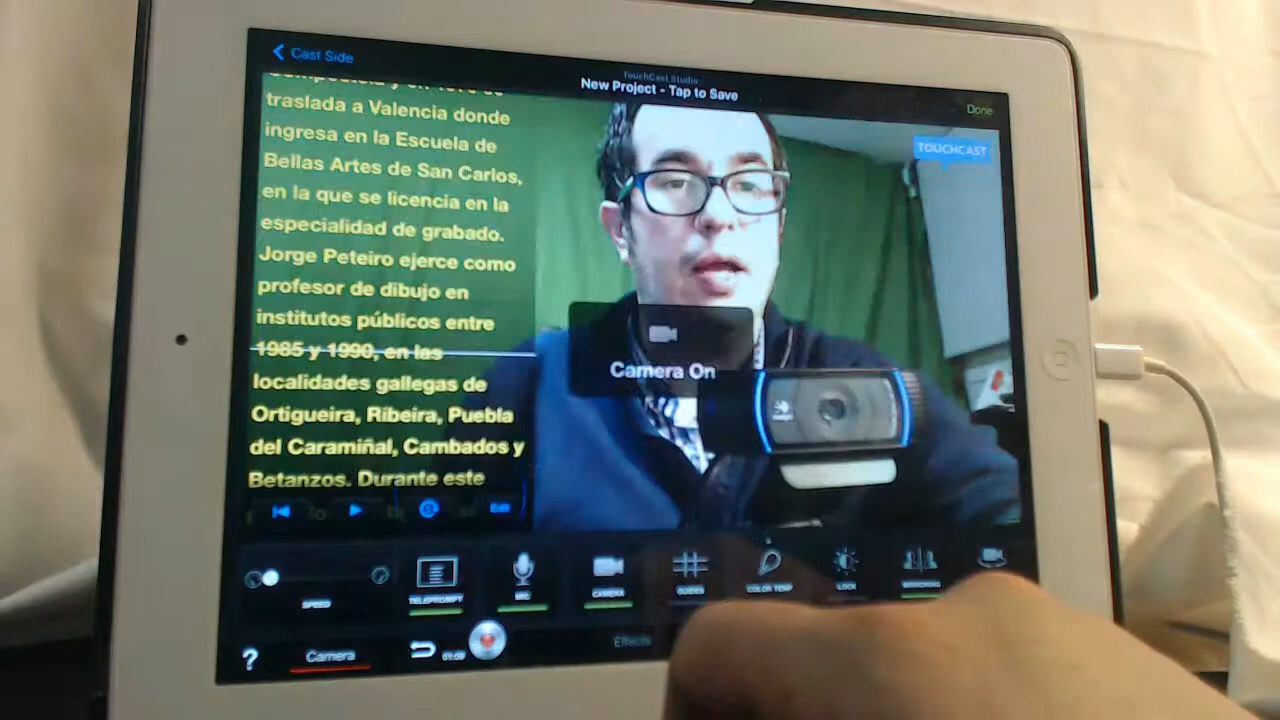 Cast Side
TouchCast Studio
New Project - Tap to Save
Done
TOUCHCAST
traslada a Valencia donde
ingresa en la Escuela de
Bellas Artes de San Carlos,
en la que se licencia en la
especialidad de grabado.
Jorge Peteiro ejerce como
profesor de dibujo en
institutos públicos entre
1985 y 1990, en las
localidades gallegas de
Ortigueira, Ribeira, Puebla
del Caramiñal, Cambados y
Betanzos. Durante este
Edit
Camera On
SPEED
TELEPROMPT
MIC
CAMERA
GUIDES
COLOR TEMP
LOCK
?
Camera
Effects